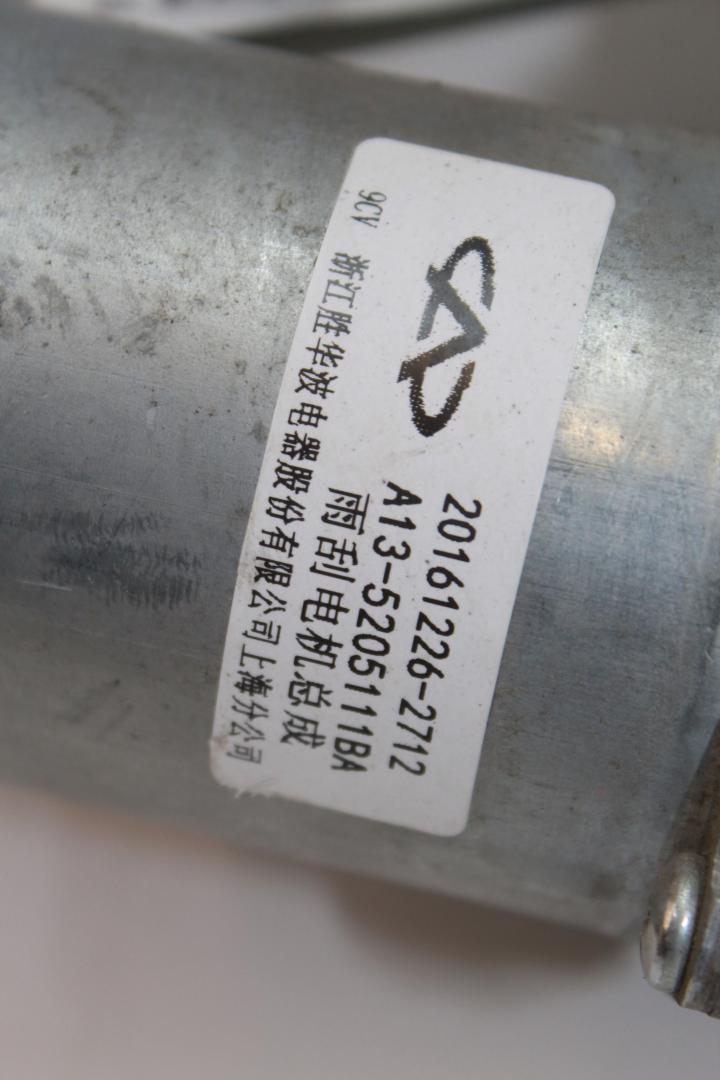 20161226-2712
A13-5205111BA
雨刮电机总成
9CV 浙江胜华波电器股份有限公司上海分公司